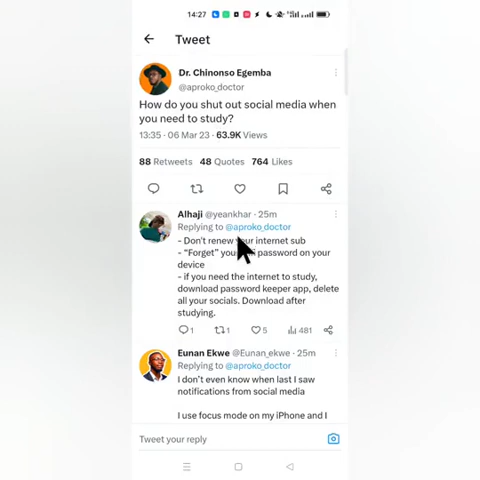 14:27
Tweet
Dr. Chinonso Egemba
@aproko_doctor
How do you shut out social media when
you need to study?
13:35 · 06 Mar 23 · 63.9K Views
88 Retweets 48 Quotes 764 Likes
Alhaji @yeankhar · 25m
Replying to @aproko_doctor
- Don't renew your internet sub
- "Forget" your password on your
device
- if you need the internet to study,
download password keeper app, delete
all your socials. Download after
studying.
1 1 5 481
Eunan Ekwe @Eunan_ekwe · 25m
Replying to @aproko_doctor
I don't even know when last I saw
notifications from social media
I use focus mode on my iPhone and I
Tweet your reply